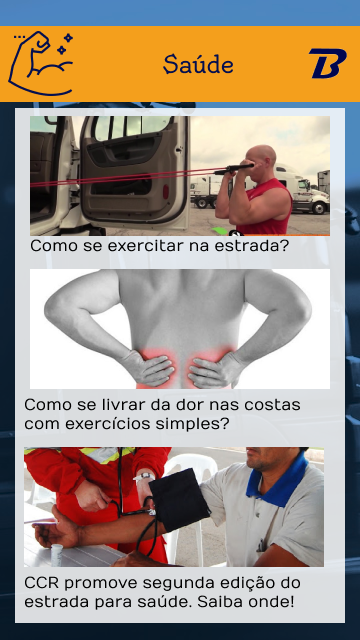 Saúde
B
Como se exercitar na estrada?
Como se livrar da dor nas costas
com exercícios simples?
CCR promove segunda edição do
estrada para saúde. Saiba onde!